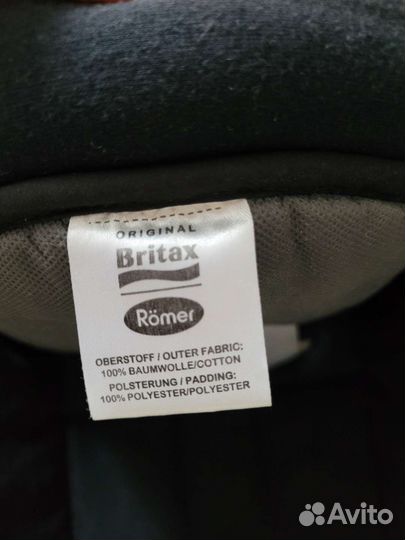 ORIGINAL
Britax
Römer
OBERSTOFF / OUTER FABRIC:
100% BAUMWOLLE/COTTON
POLSTERUNG / PADDING:
100% POLYESTER/POLYESTER
Avito